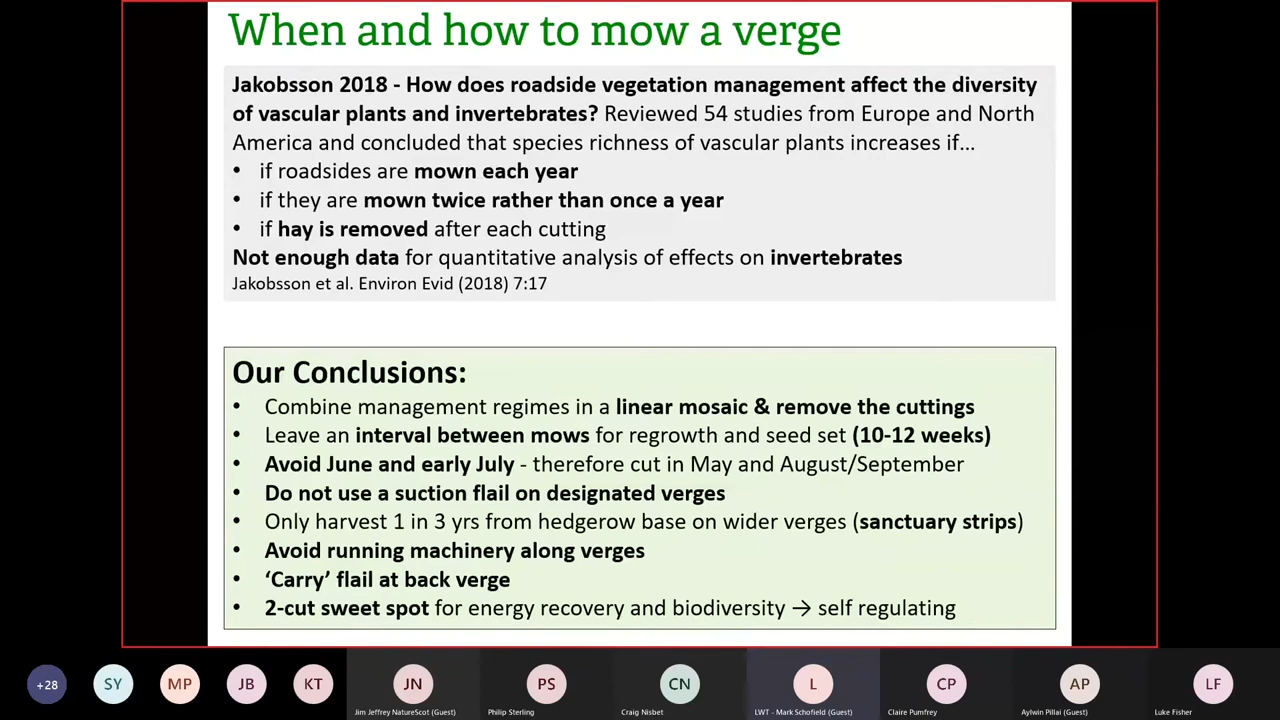 When and how to mow a verge
Jakobsson 2018 - How does roadside vegetation management affect the diversity
of vascular plants and invertebrates? Reviewed 54 studies from Europe and North
America and concluded that species richness of vascular plants increases if...
• if roadsides are mown each year
• if they are mown twice rather than once a year
• if hay is removed after each cutting
Not enough data for quantitative analysis of effects on invertebrates
Jakobsson et al. Environ Evid (2018) 7:17
Our Conclusions:
• Combine management regimes in a linear mosaic & remove the cuttings
• Leave an interval between mows for regrowth and seed set (10-12 weeks)
• Avoid June and early July - therefore cut in May and August/September
• Do not use a suction flail on designated verges
• Only harvest 1 in 3 yrs from hedgerow base on wider verges (sanctuary strips)
• Avoid running machinery along verges
• ‘Carry’ flail at back verge
• 2-cut sweet spot for energy recovery and biodiversity → self regulating
+28 SY MP JB KT JN PS CN L CP AP LF
Jim Jeffrey NatureScot (Guest) Philip Sterling Craig Nisbet LWT - Mark Schofield (Guest) Claire Pumfrey Aylwin Pillai (Guest) Luke Fisher